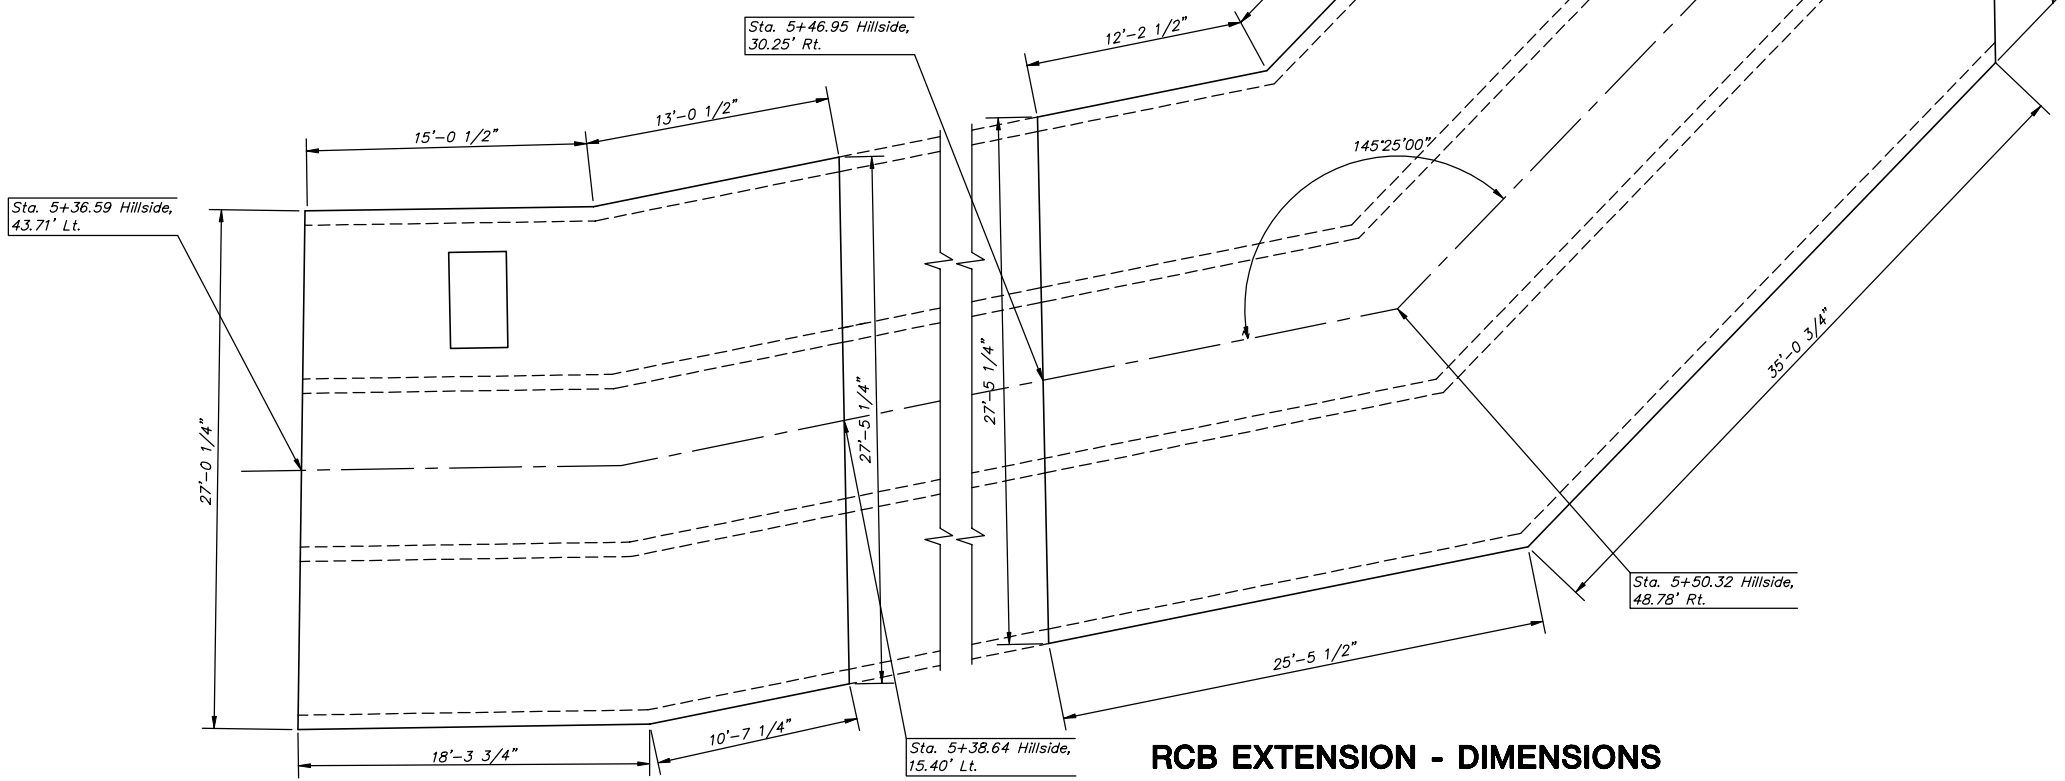 Sta. 5+46.95 Hillside,
30.25' Rt.
12'-2 1/2"
13'-0 1/2"
15'-0 1/2"
145°25'00"
Sta. 5+36.59 Hillside,
43.71' Lt.
27'-0 1/4"
27'-5 1/4"
27'-5 1/4"
35'-0 3/4"
Sta. 5+50.32 Hillside,
48.78' Rt.
25'-5 1/2"
10'-7 1/4"
18'-3 3/4"
Sta. 5+38.64 Hillside,
15.40' Lt.
RCB EXTENSION - DIMENSIONS